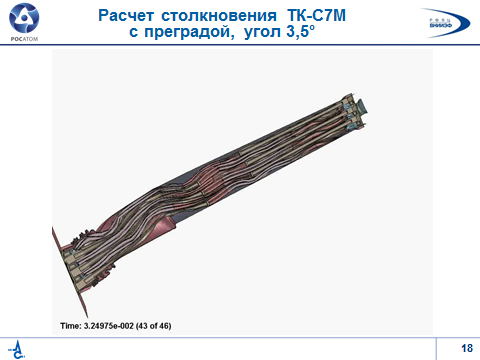 Расчет столкновения ТК-С7М
с преградой, угол 3,5°
РОСАТОМ
Time: 3.24975e-002 (43 of 46)
18